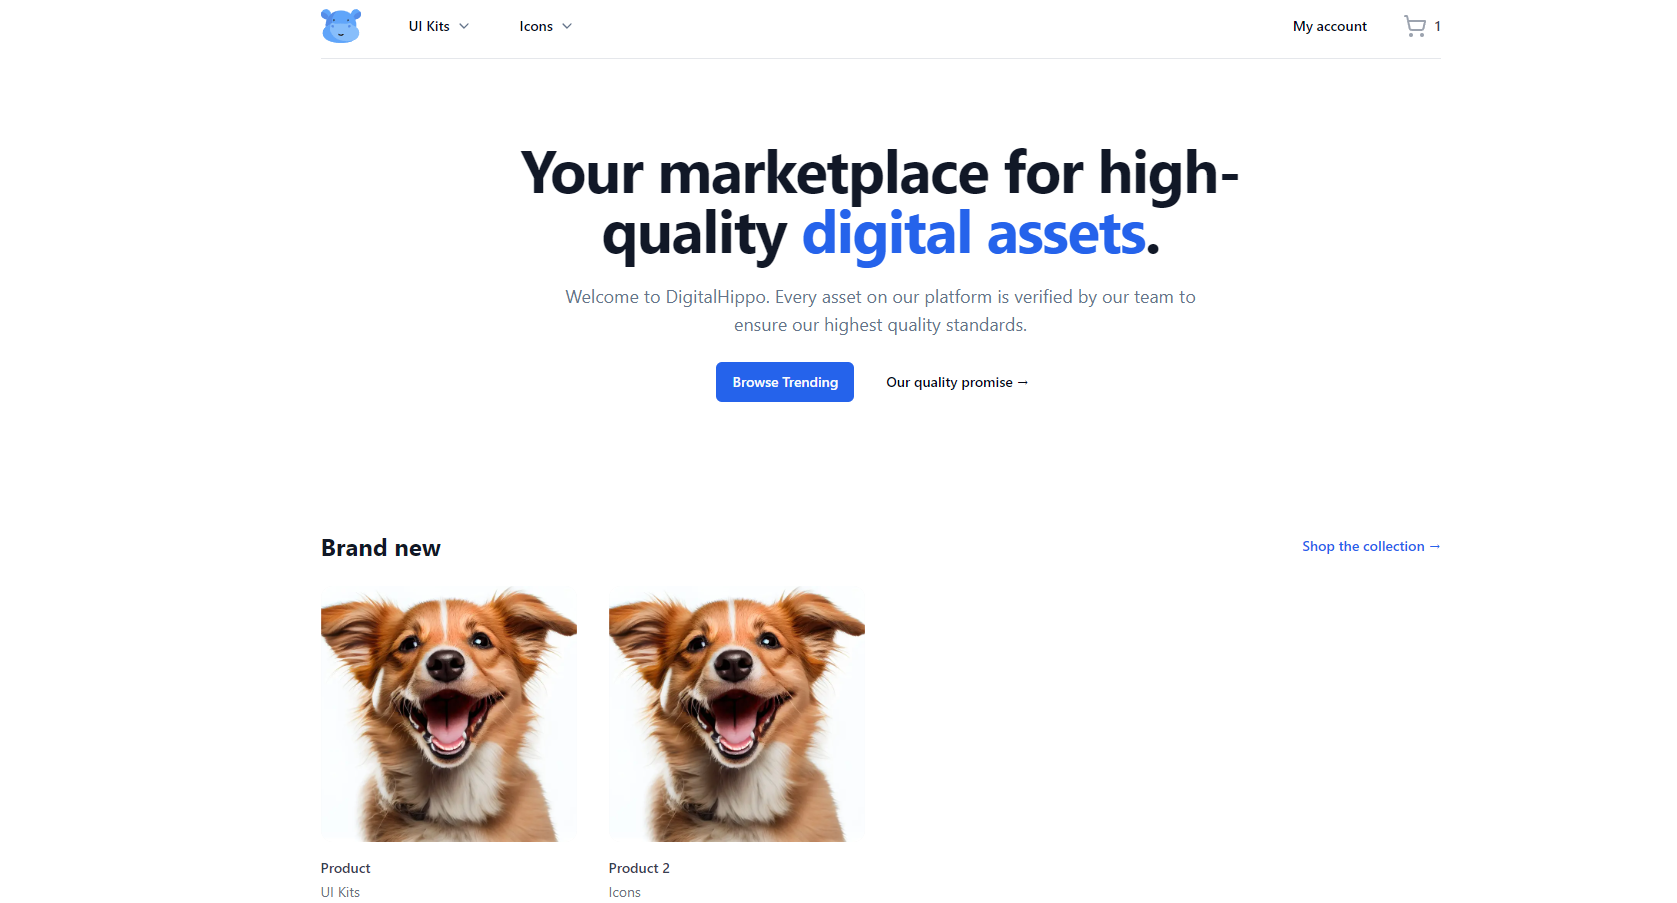 UI Kits
Icons
My account
1
Your marketplace for high-
quality digital assets.
Welcome to DigitalHippo. Every asset on our platform is verified by our team to
ensure our highest quality standards.
Browse Trending
Our quality promise →
Brand new
Shop the collection →
Product
UI Kits
Product 2
Icons